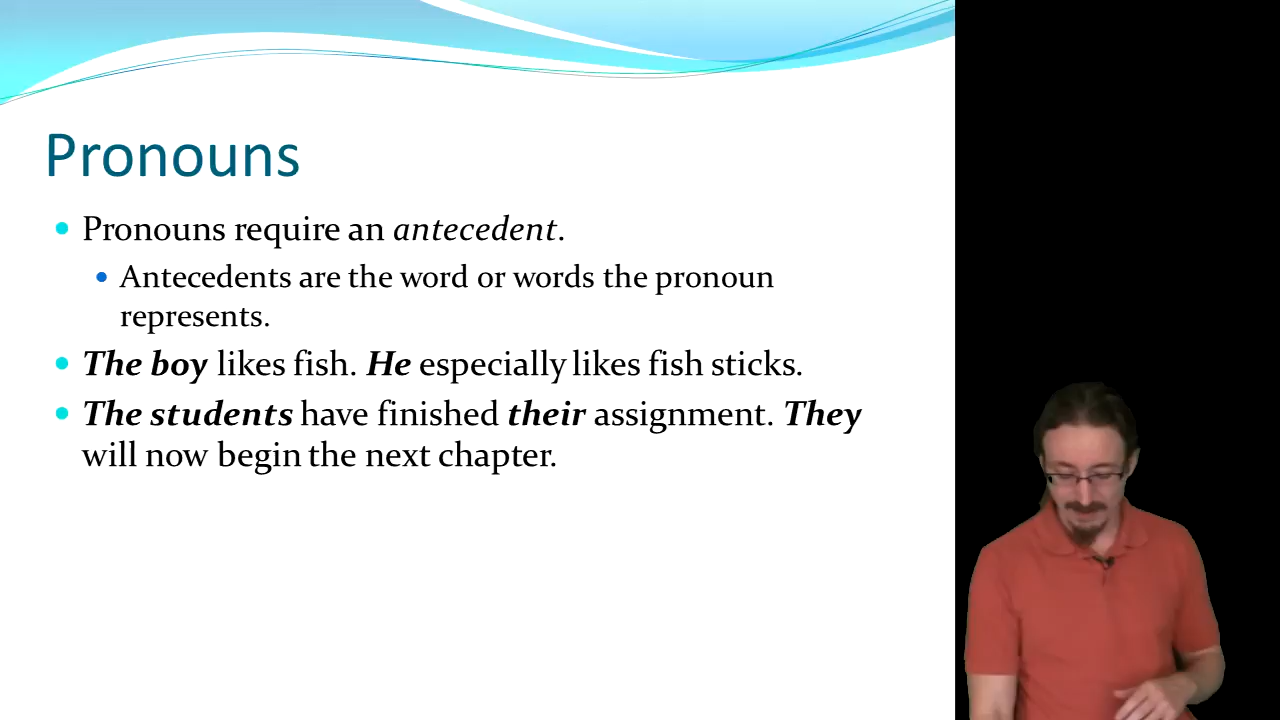 Pronouns
Pronouns require an antecedent.
Antecedents are the word or words the pronoun
represents.
The boy likes fish. He especially likes fish sticks.
The students have finished their assignment. They
will now begin the next chapter.